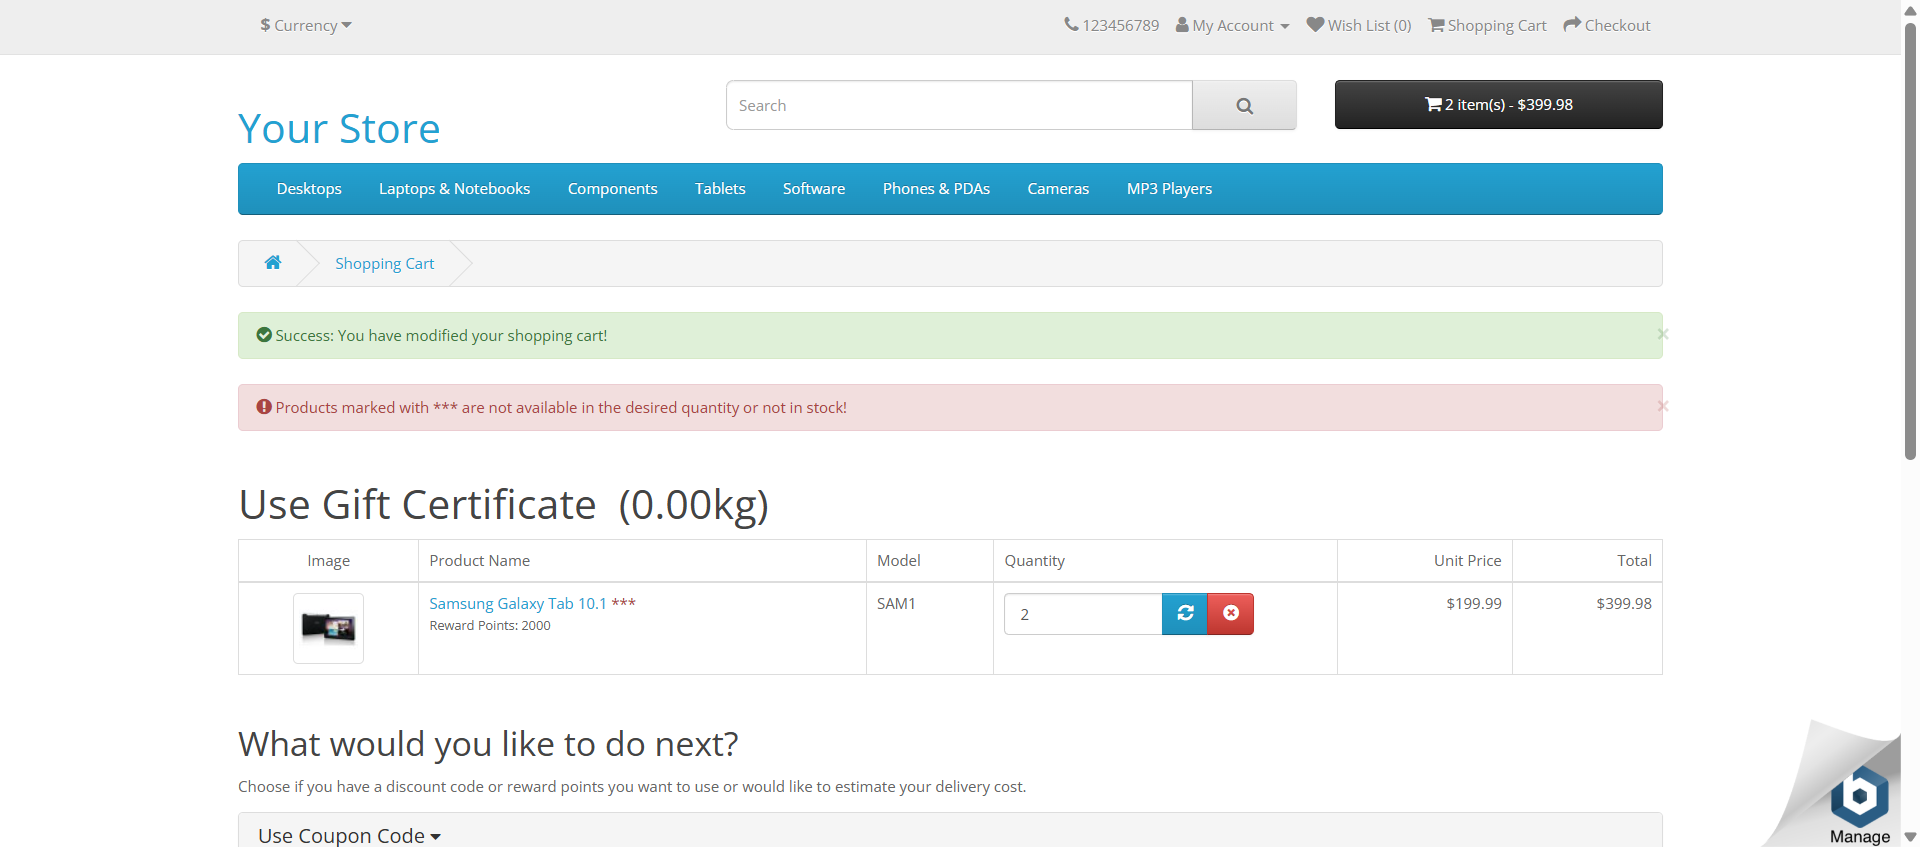 $ Currency
123456789 My Account Wish List (0) Shopping Cart Checkout
Your Store
Search
2 item(s) - $399.98
Desktops Laptops & Notebooks Components Tablets Software Phones & PDAs Cameras MP3 Players
Shopping Cart
Success: You have modified your shopping cart!
×
Products marked with *** are not available in the desired quantity or not in stock!
×
Use Gift Certificate (0.00kg)
Image Product Name Model Quantity Unit Price Total
Samsung Galaxy Tab 10.1 *** SAM1 2 $199.99 $399.98
Reward Points: 2000
What would you like to do next?
Choose if you have a discount code or reward points you want to use or would like to estimate your delivery cost.
Use Coupon Code
Manage